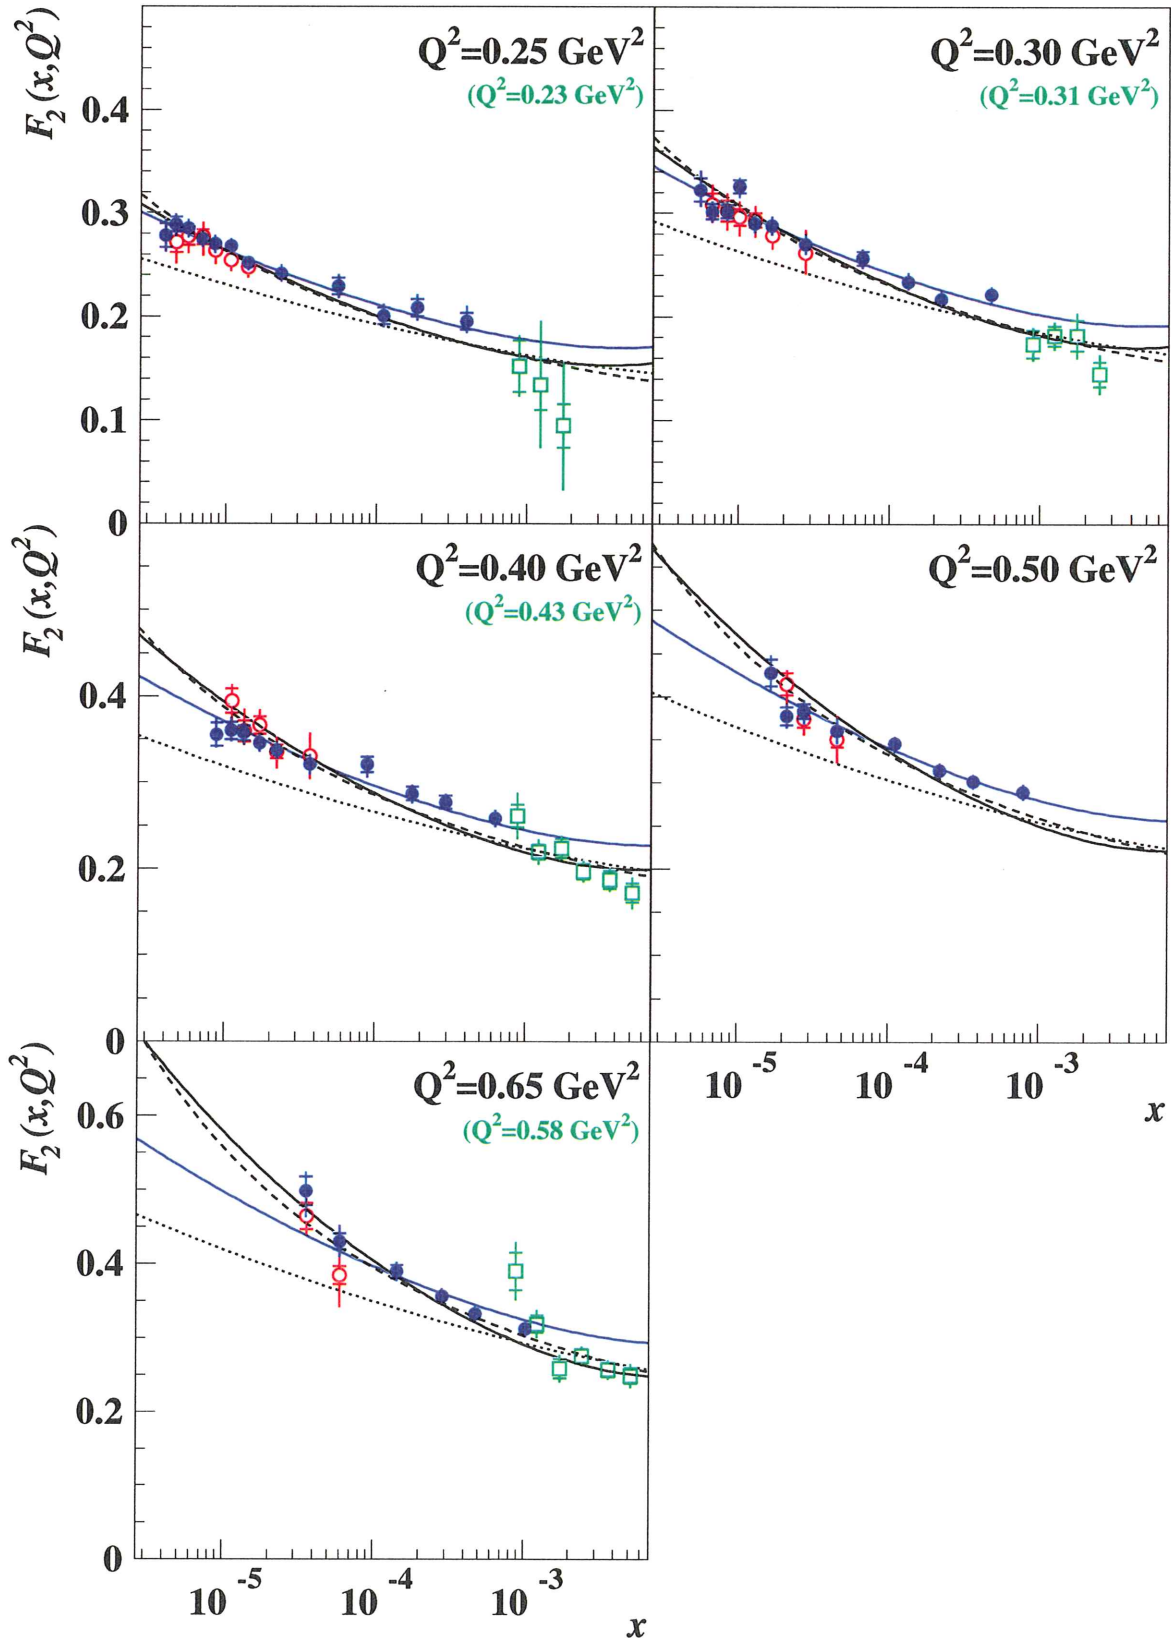 F₂(x,Q²)
Q²=0.25 GeV²
(Q²=0.23 GeV²)
0.4
0.3
0.2
0.1
0
Q²=0.30 GeV²
(Q²=0.31 GeV²)
F₂(x,Q²)
Q²=0.40 GeV²
(Q²=0.43 GeV²)
0.4
0.2
0
Q²=0.50 GeV²
10⁻⁵ 10⁻⁴ 10⁻³
x
F₂(x,Q²)
Q²=0.65 GeV²
(Q²=0.58 GeV²)
0.6
0.4
0.2
0
10⁻⁵ 10⁻⁴ 10⁻³
x